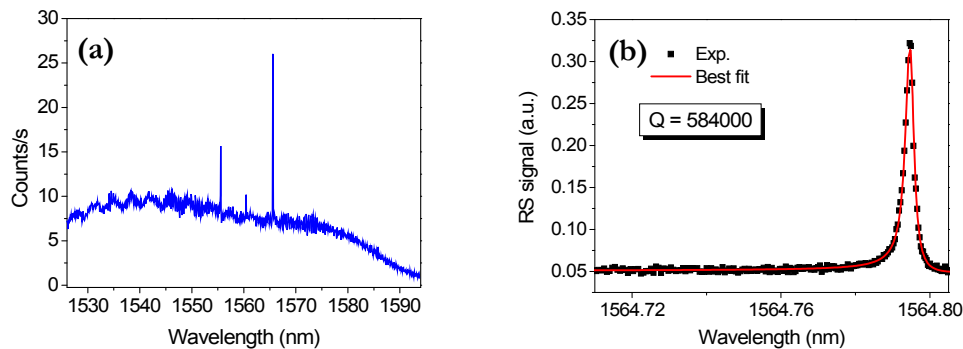 (a)
Counts/s
30
25
20
15
10
5
0
1530 1540 1550 1560 1570 1580 1590
Wavelength (nm)
(b)
Exp.
Best fit
Q = 584000
RS signal (a.u.)
0.35
0.30
0.25
0.20
0.15
0.10
0.05
1564.72 1564.76 1564.80
Wavelength (nm)